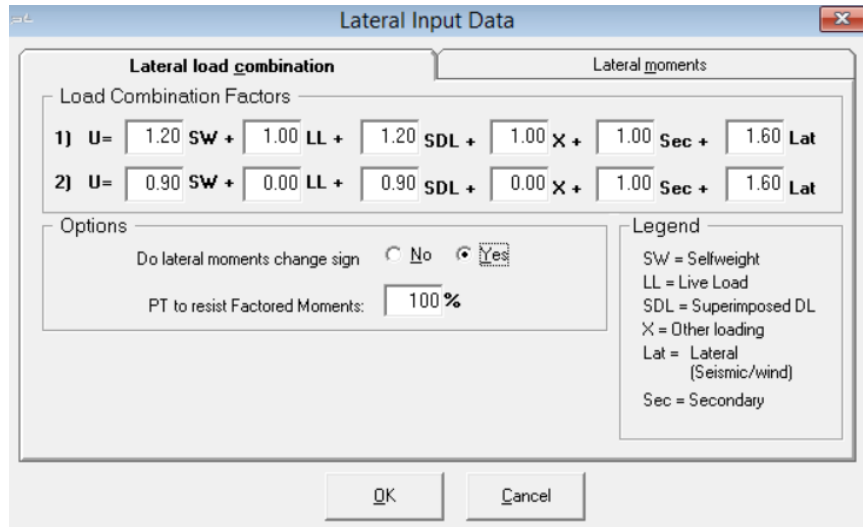 Lateral Input Data
Lateral load combination
Lateral moments
Load Combination Factors
1) U= 1.20 SW + 1.00 LL + 1.20 SDL + 1.00 X + 1.00 Sec + 1.60 Lat
2) U= 0.90 SW + 0.00 LL + 0.90 SDL + 0.00 X + 1.00 Sec + 1.60 Lat
Options
Do lateral moments change sign No Yes
PT to resist Factored Moments: 100 %
Legend
SW = Selfweight
LL = Live Load
SDL = Superimposed DL
X = Other loading
Lat = Lateral
(Seismic/wind)
Sec = Secondary
OK
Cancel